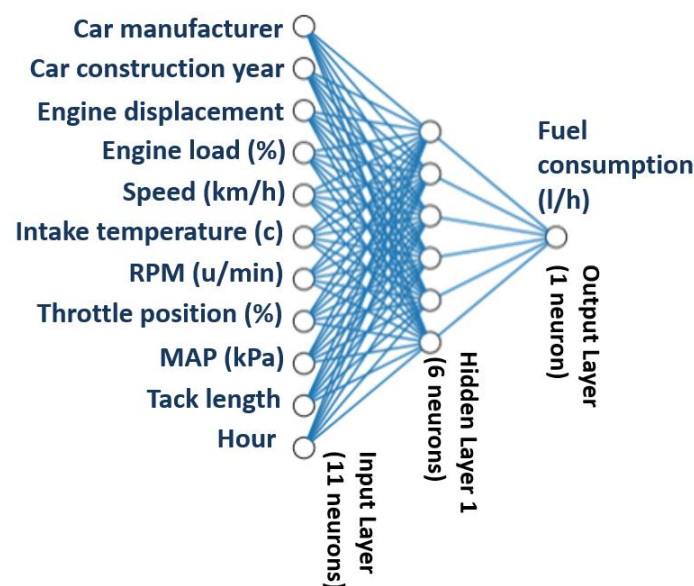 Car manufacturer
Car construction year
Engine displacement
Engine load (%)
Speed (km/h)
Intake temperature (c)
RPM (u/min)
Throttle position (%)
MAP (kPa)
Tack length
Hour
Input Layer
(11 neurons)
Hidden Layer 1
(6 neurons)
Fuel
consumption
(l/h)
Output Layer
(1 neuron)